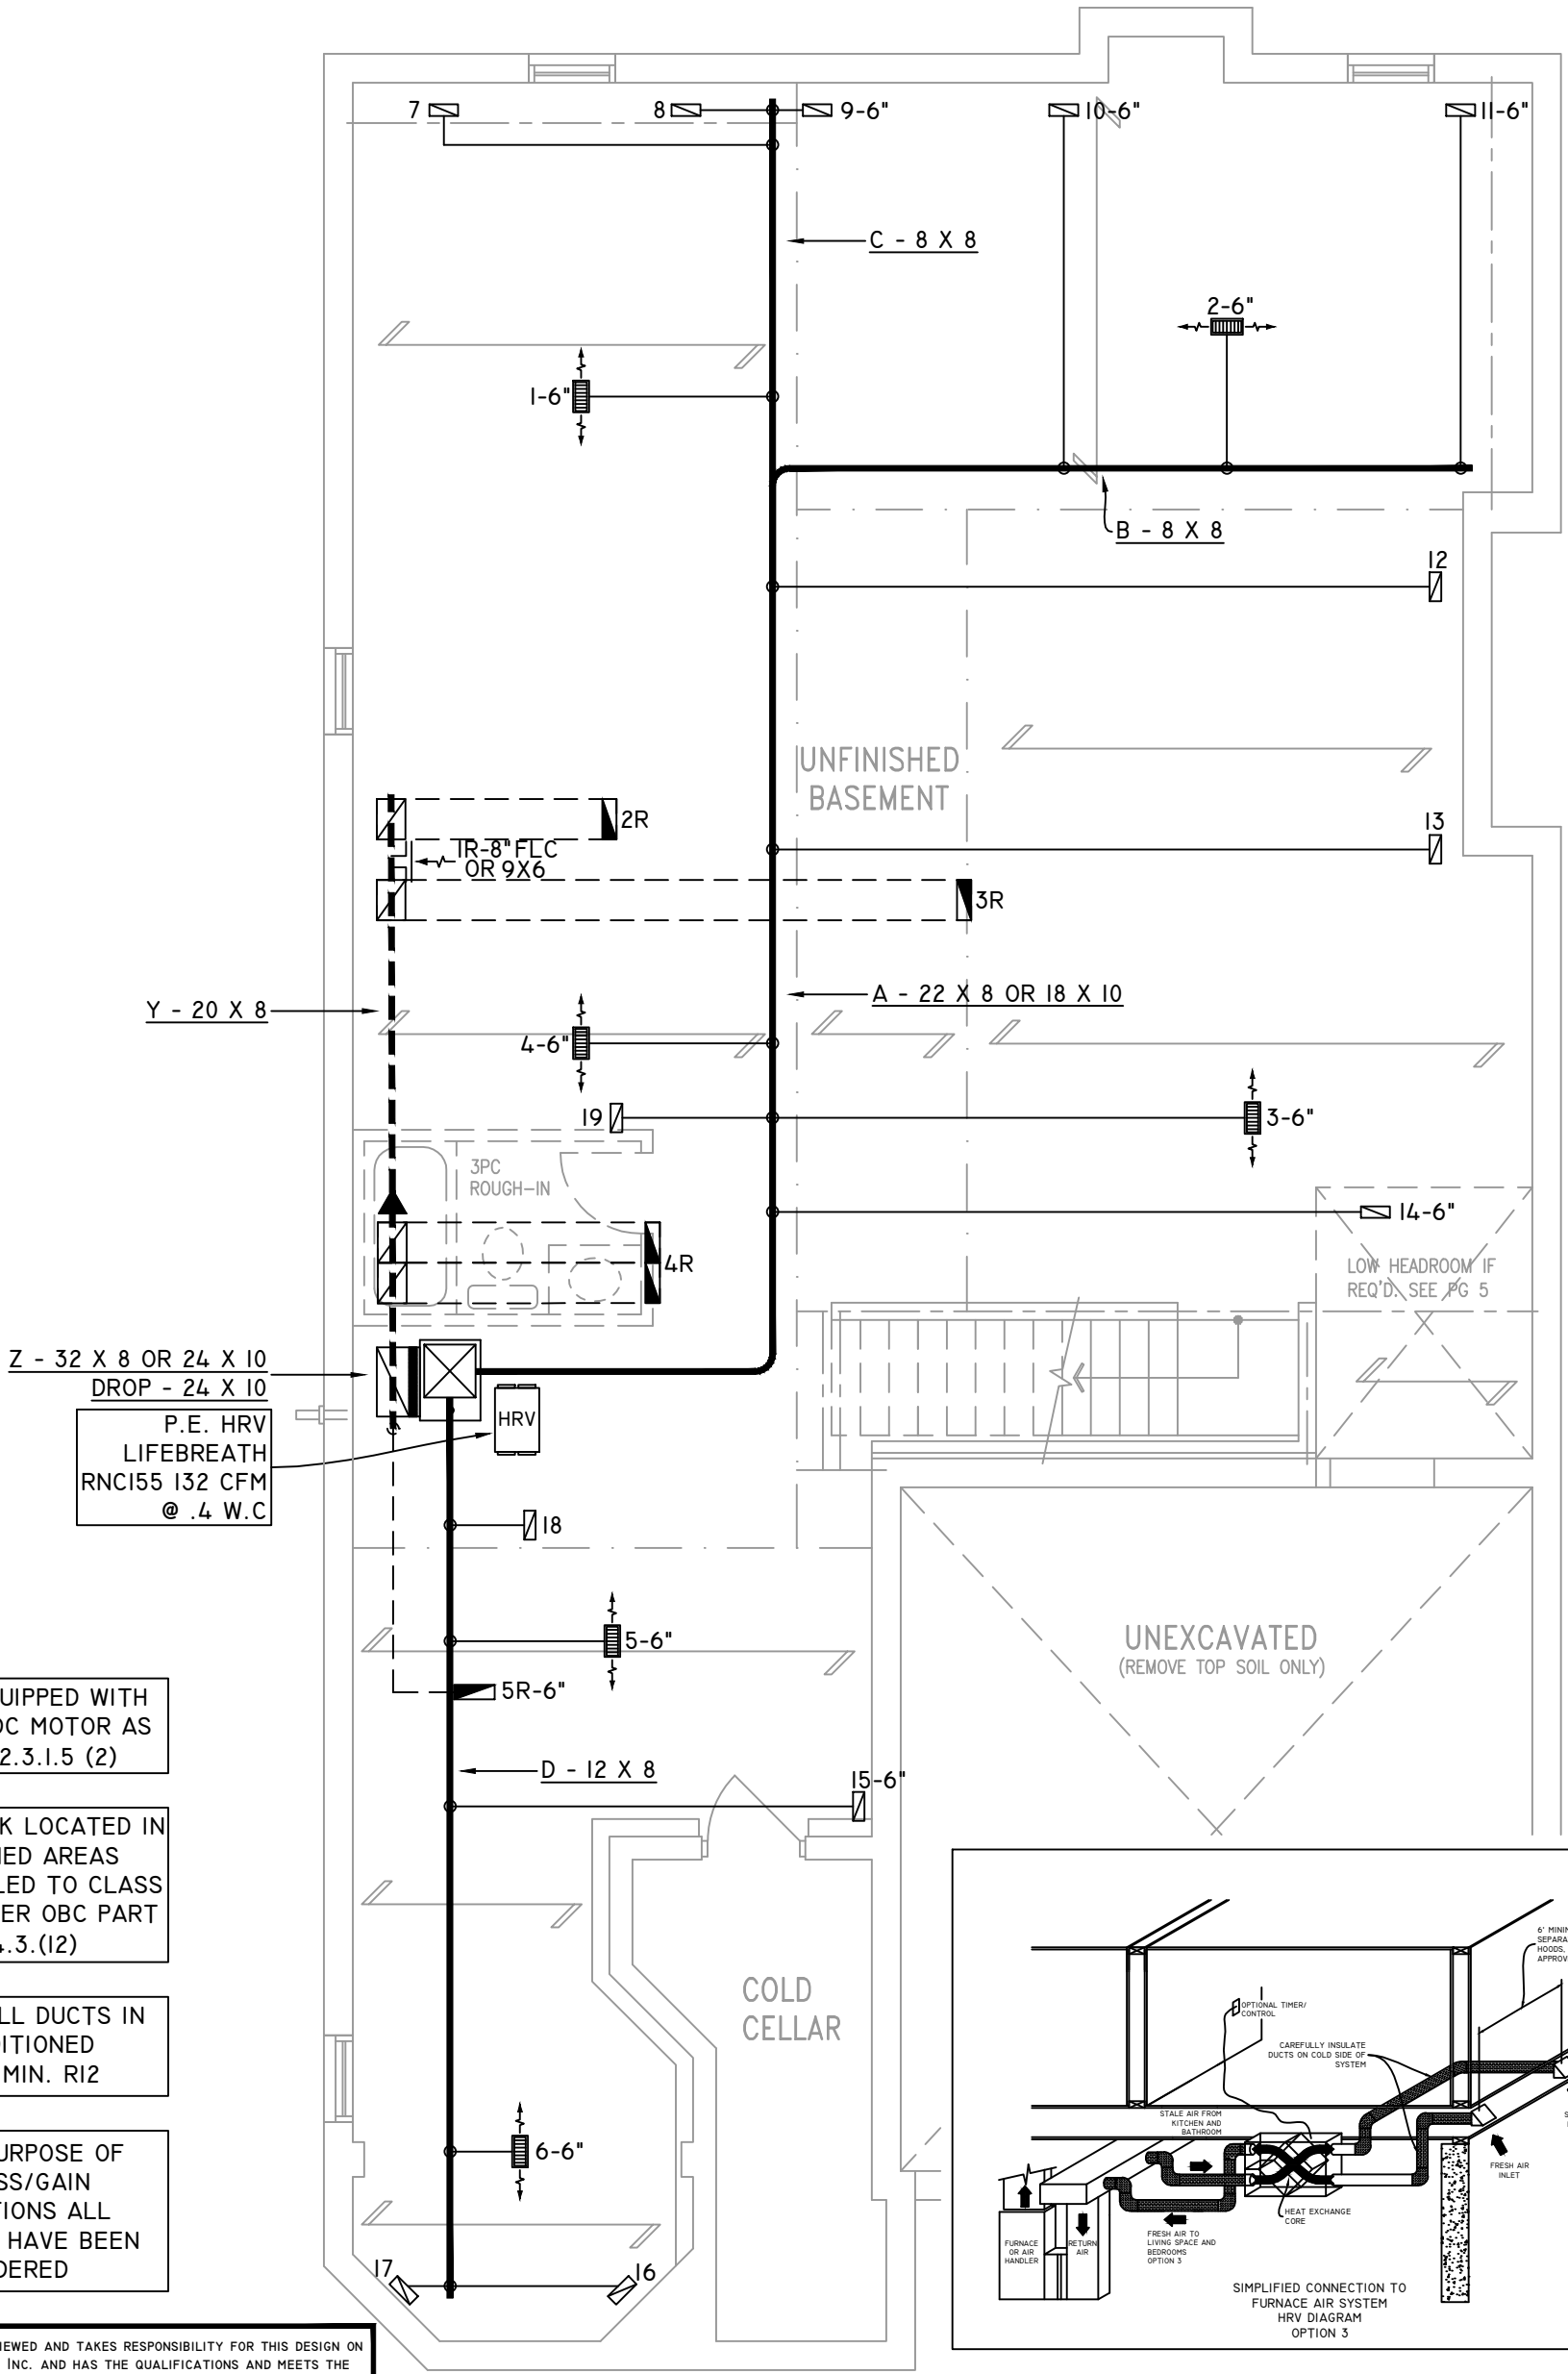 7
8
9-6"
10-6"
11-6"
C - 8 X 8
2-6"
1-6"
B - 8 X 8
12
UNFINISHED
BASEMENT
13
2R
1R-8" FLC
OR 9X6
3R
Y - 20 X 8
A - 22 X 8 OR 18 X 10
4-6"
19
3-6"
3PC
ROUGH-IN
14-6"
4R
LOW HEADROOM IF
REQ'D. SEE PG 5
Z - 32 X 8 OR 24 X 10
DROP - 24 X 10
P.E. HRV
LIFEBREATH
RNC155 132 CFM
@ .4 W.C
HRV
18
5-6"
UNEXCAVATED
(REMOVE TOP SOIL ONLY)
5R-6"
UIPPED WITH
DC MOTOR AS
2.3.1.5 (2)
D - 12 X 8
15-6"
K LOCATED IN
NED AREAS
LED TO CLASS
ER OBC PART
4.3.(12)
COLD
CELLAR
LL DUCTS IN
DITIONED
MIN. R12
URPOSE OF
SS/GAIN
TIONS ALL
HAVE BEEN
DERED
6-6"
17
16
IEWED AND TAKES RESPONSIBILITY FOR THIS DESIGN ON
INC. AND HAS THE QUALIFICATIONS AND MEETS THE
6' MINI
SEPARA
HOODS,
APPROV
OPTIONAL TIMER/
CONTROL
CAREFULLY INSULATE
DUCTS ON COLD SIDE OF
SYSTEM
STALE AIR FROM
KITCHEN AND
BATHROOM
FRESH AIR
INLET
HEAT EXCHANGE
CORE
FURNACE
OR AIR
HANDLER
RETURN
AIR
FRESH AIR TO
LIVING SPACE AND
BEDROOMS
OPTION 3
SIMPLIFIED CONNECTION TO
FURNACE AIR SYSTEM
HRV DIAGRAM
OPTION 3